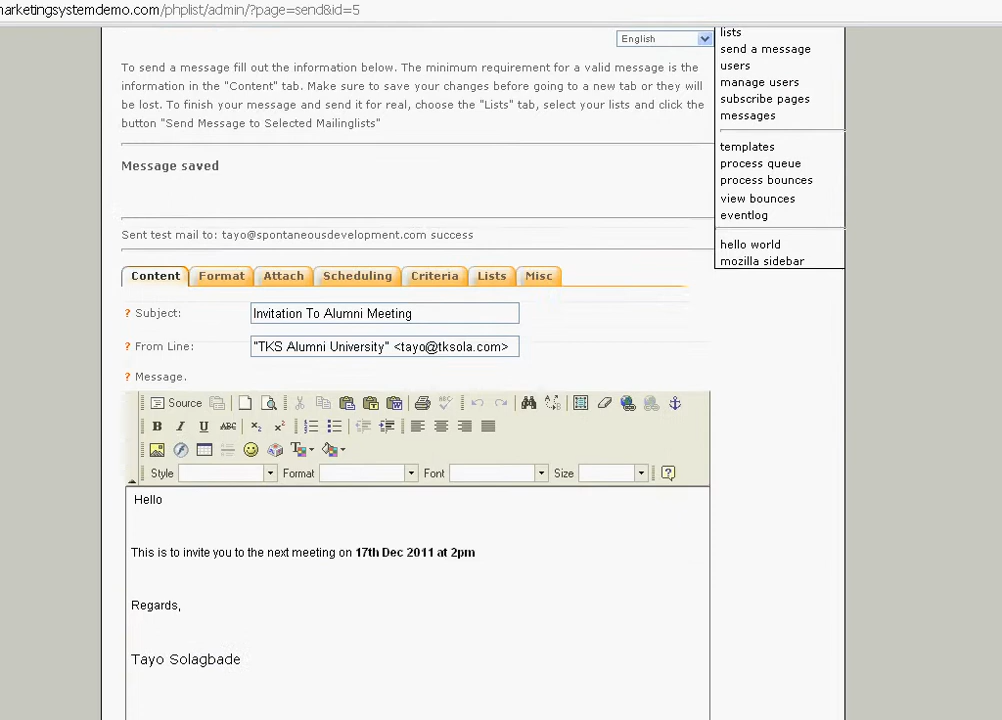 marketingsystemdemo.com/phplist/admin/?page=send&id=5
English
To send a message fill out the information below. The minimum requirement for a valid message is the
information in the "Content" tab. Make sure to save your changes before going to a new tab or they will
be lost. To finish your message and send it for real, choose the "Lists" tab, select your lists and click the
button "Send Message to Selected Mailinglists"
Message saved
Sent test mail to: tayo@spontaneousdevelopment.com success
lists
send a message
users
manage users
subscribe pages
messages
templates
process queue
process bounces
view bounces
eventlog
hello world
mozilla sidebar
Content Format Attach Scheduling Criteria Lists Misc
? Subject: Invitation To Alumni Meeting
? From Line: "TKS Alumni University" <tayo@tksola.com>
? Message.
Source
B I U ABC
Style Format Font Size
Hello
This is to invite you to the next meeting on 17th Dec 2011 at 2pm
Regards,
Tayo Solagbade